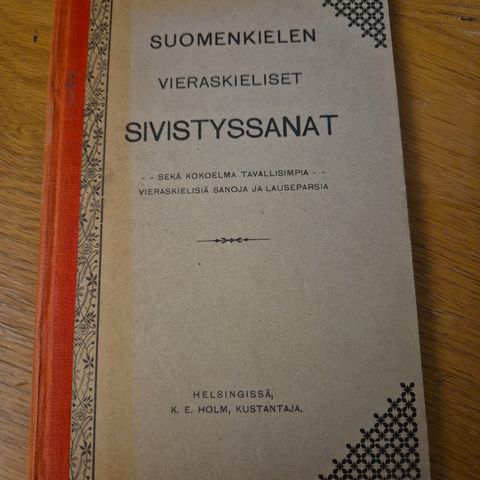 SUOMENKIELEN
VIERASKIELISET
SIVISTYSSANAT
- - SEKÄ KOKOELMA TAVALLISIMPIA - -
VIERASKIELISIÄ SANOJA JA LAUSEPARSIA
HELSINGISSÄ,
K. E. HOLM, KUSTANTAJA.